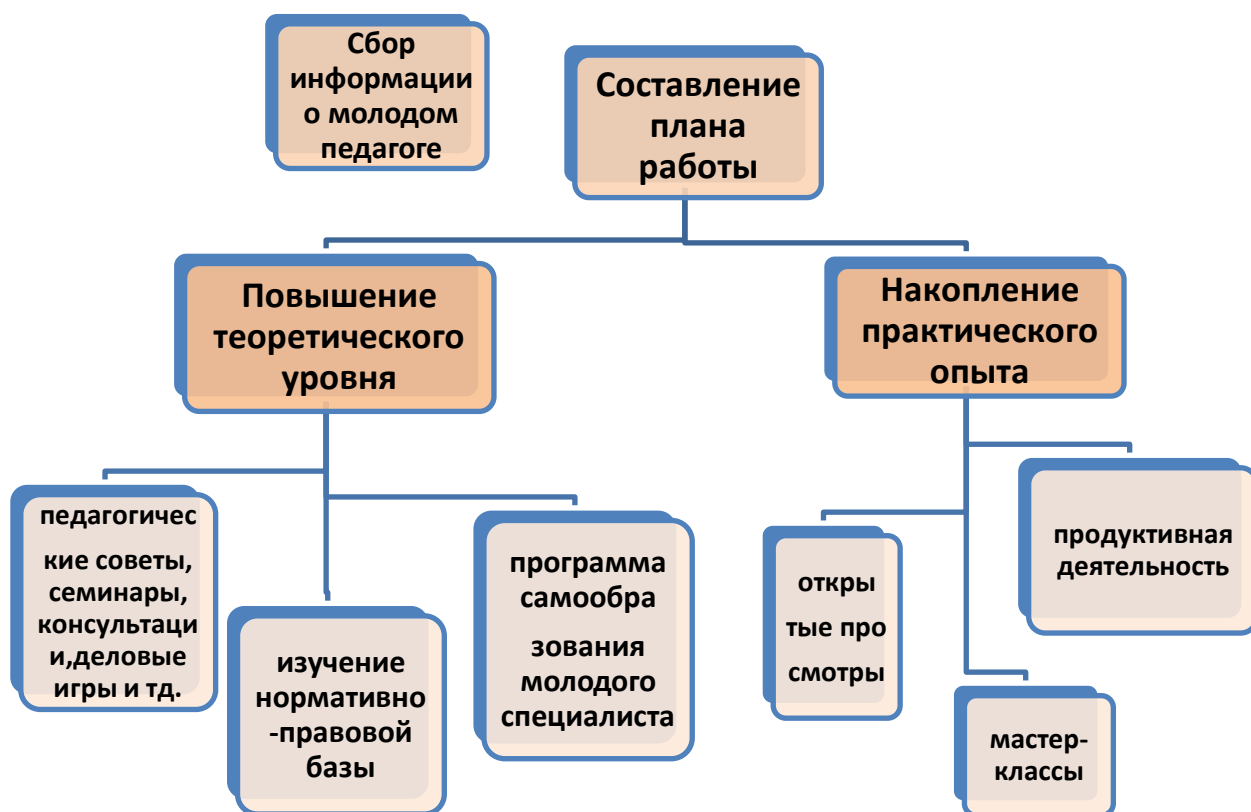 Сбор
информации
о молодом
педагоге
Составление
плана
работы
Повышение
теоретического
уровня
Накопление
практического
опыта
педагогичес
кие советы,
семинары,
консультаци
и,деловые
игры и тд.
изучение
нормативно
-правовой
базы
программа
самообра
зования
молодого
специалиста
откры
тые про
смотры
мастер-
классы
продуктивная
деятельность